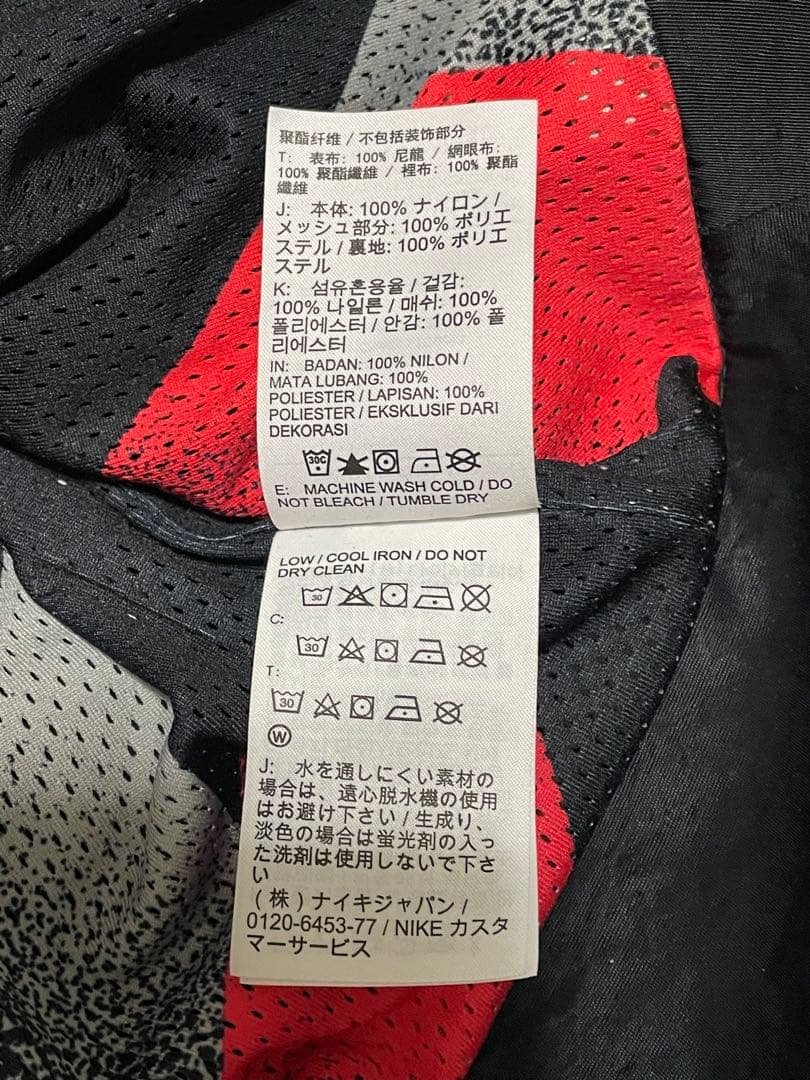 聚酯纤维 / 不包括装饰部分
T: 表布: 100% 尼龍 / 網眼布:
100% 聚酯纖維 / 裡布: 100% 聚酯
纖維
J: 本体: 100% ナイロン /
メッシュ部分: 100% ポリエ
ステル / 裏地: 100% ポリエ
ステル
K: 섬유혼용율 / 겉감:
100% 나일론 / 매쉬: 100%
폴리에스터 / 안감: 100% 폴
리에스터
IN: BADAN: 100% NILON /
MATA LUBANG: 100%
POLIESTER / LAPISAN: 100%
POLIESTER / EKSKLUSIF DARI
DEKORASI
30C
E: MACHINE WASH COLD / DO
NOT BLEACH / TUMBLE DRY
LOW / COOL IRON / DO NOT
DRY CLEAN
30
C:
30
T:
30
W
J: 水を通しにくい素材の
場合は、遠心脱水機の使用
はお避け下さい / 生成り、
淡色の場合は蛍光剤の入っ
た洗剤は使用しないで下さ
い
(株) ナイキジャパン /
0120-6453-77 / NIKE カスタ
マーサービス